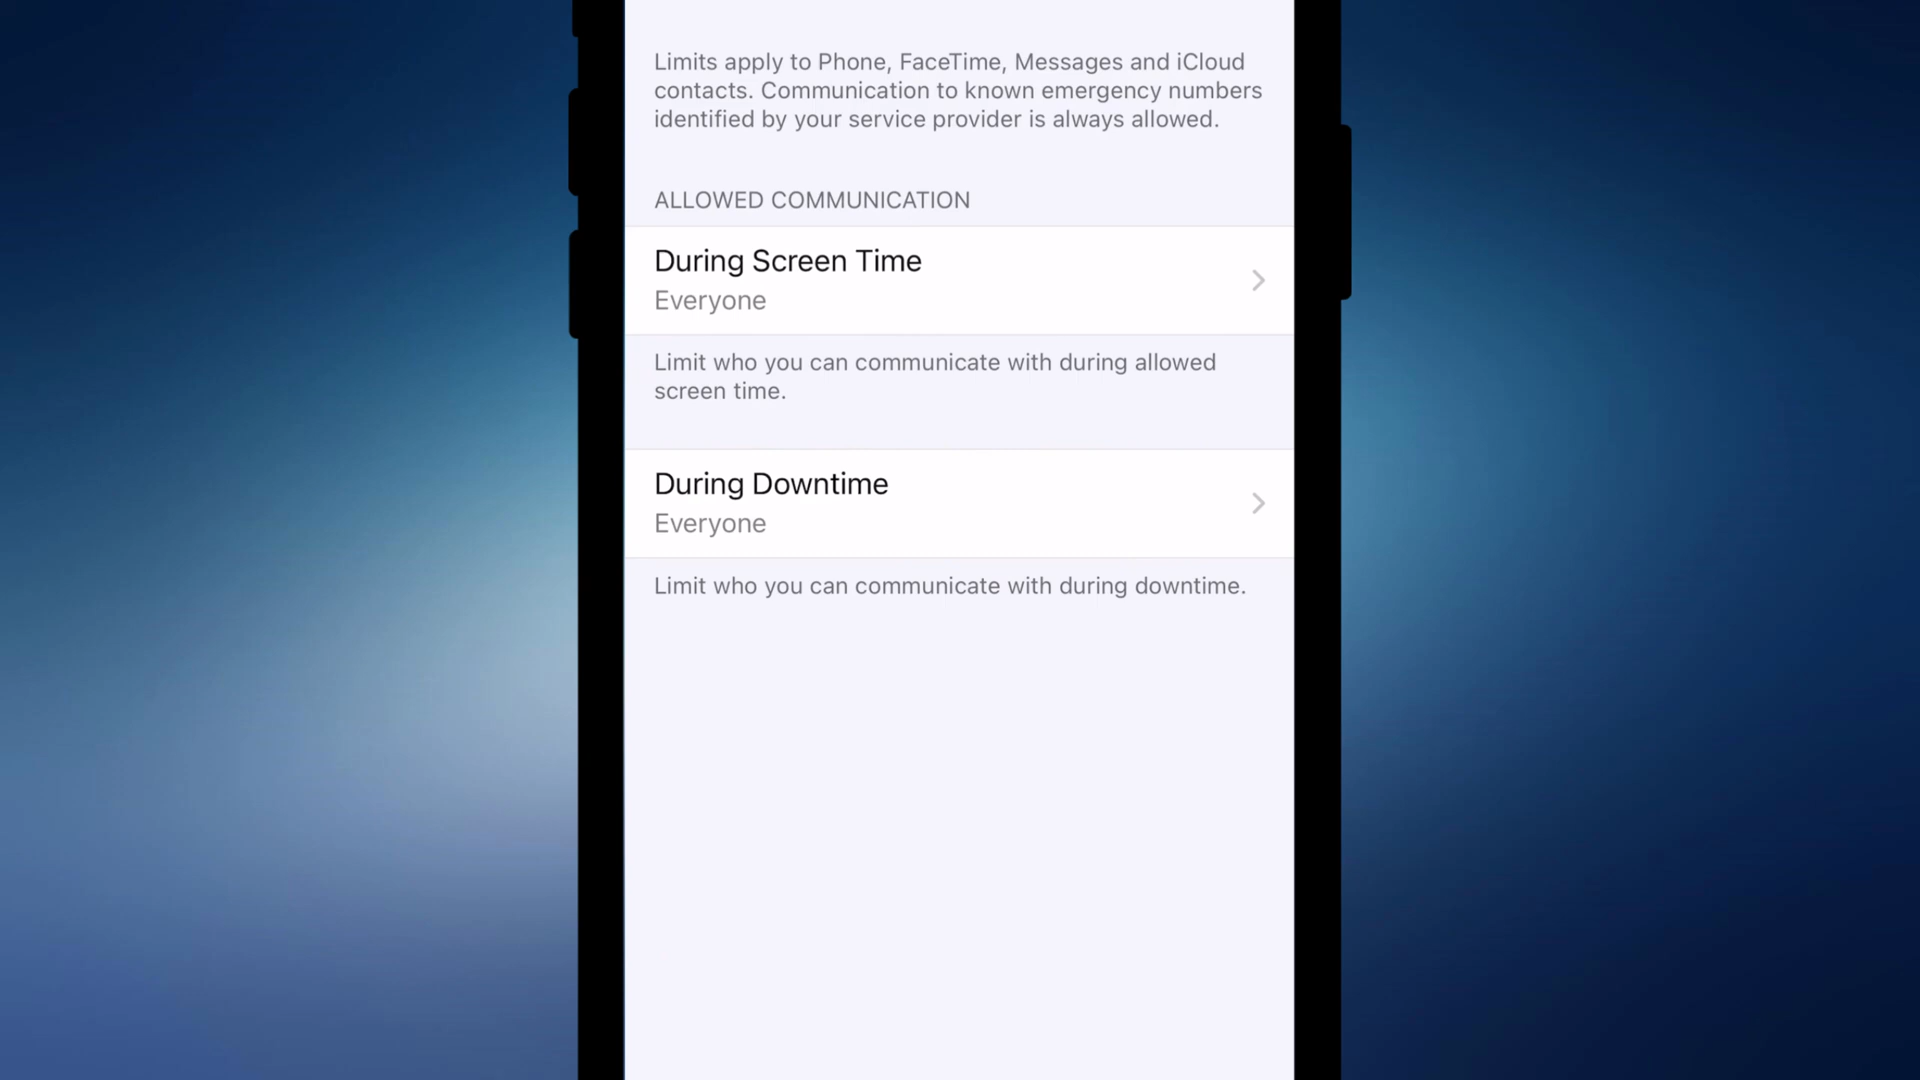 Limits apply to Phone, FaceTime, Messages and iCloud
contacts. Communication to known emergency numbers
identified by your service provider is always allowed.
ALLOWED COMMUNICATION
During Screen Time
Everyone
Limit who you can communicate with during allowed
screen time.
During Downtime
Everyone
Limit who you can communicate with during downtime.